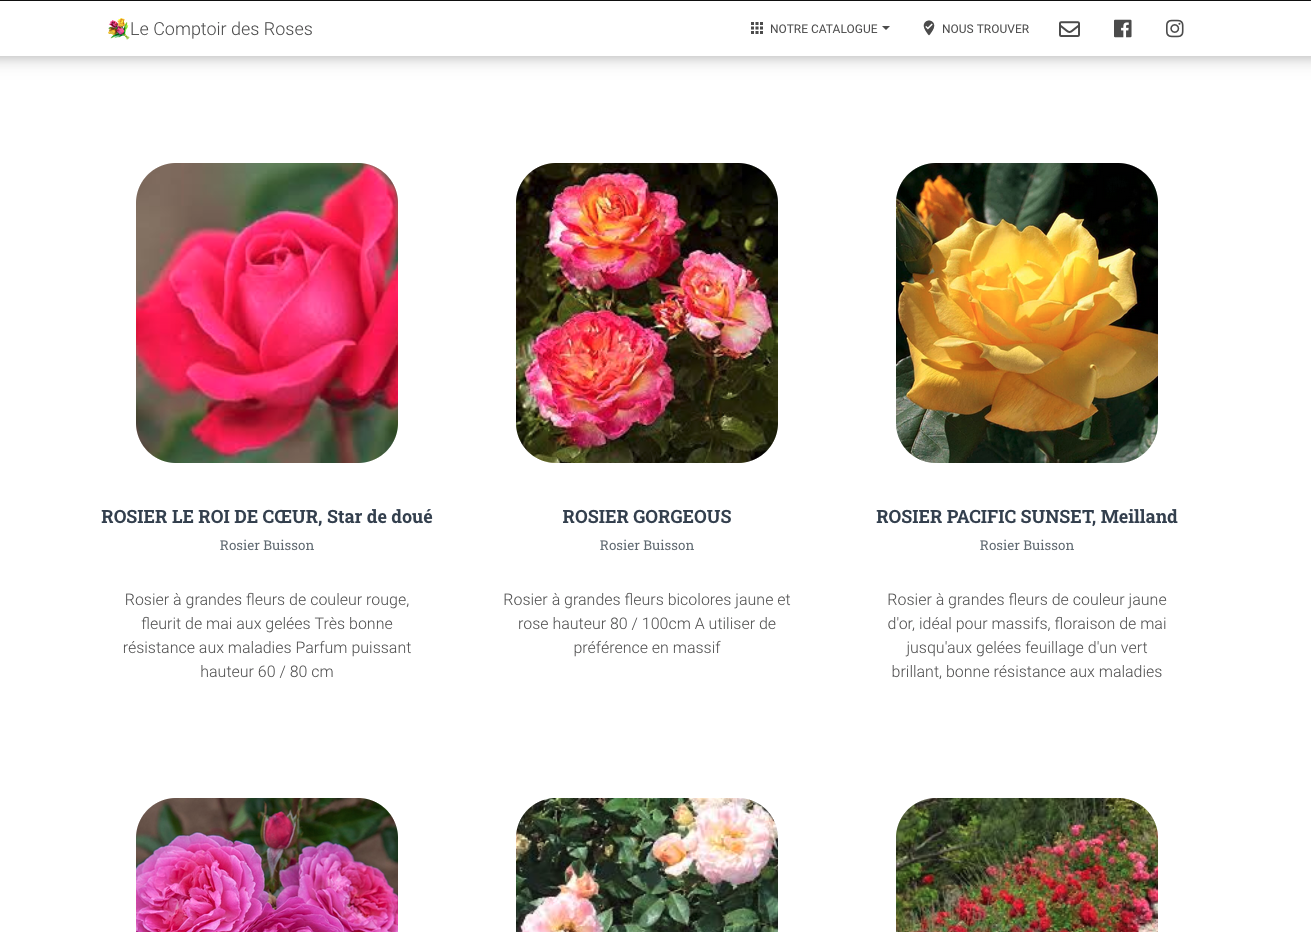 Le Comptoir des Roses
NOTRE CATALOGUE
NOUS TROUVER
ROSIER LE ROI DE CŒUR, Star de doué
Rosier Buisson
Rosier à grandes fleurs de couleur rouge,
fleurit de mai aux gelées Très bonne
résistance aux maladies Parfum puissant
hauteur 60 / 80 cm
ROSIER GORGEOUS
Rosier Buisson
Rosier à grandes fleurs bicolores jaune et
rose hauteur 80 / 100cm A utiliser de
préférence en massif
ROSIER PACIFIC SUNSET, Meilland
Rosier Buisson
Rosier à grandes fleurs de couleur jaune
d'or, idéal pour massifs, floraison de mai
jusqu'aux gelées feuillage d'un vert
brillant, bonne résistance aux maladies